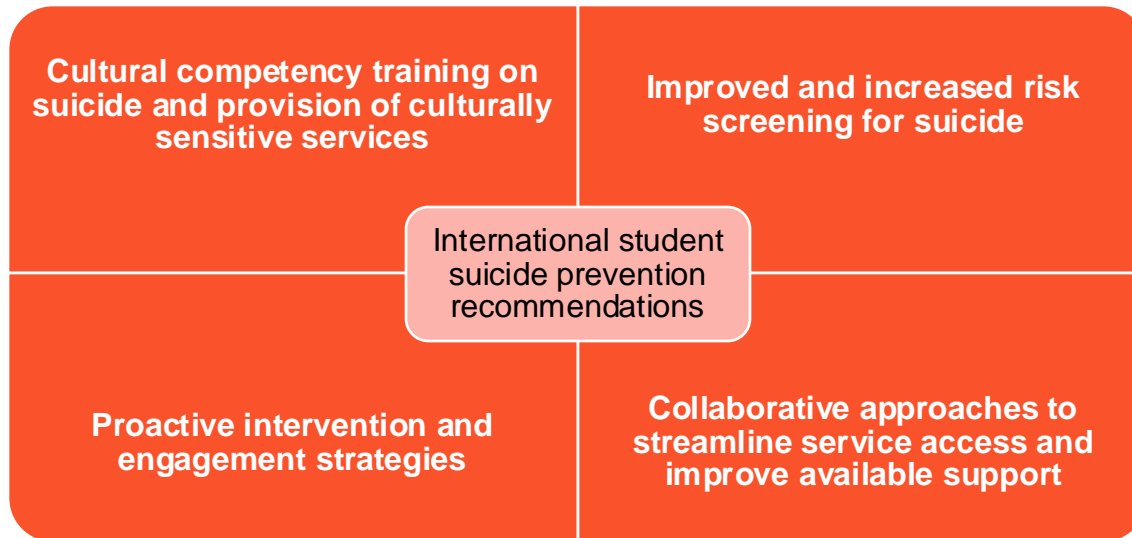 Cultural competency training on
suicide and provision of culturally
sensitive services
Improved and increased risk
screening for suicide
International student
suicide prevention
recommendations
Proactive intervention and
engagement strategies
Collaborative approaches to
streamline service access and
improve available support